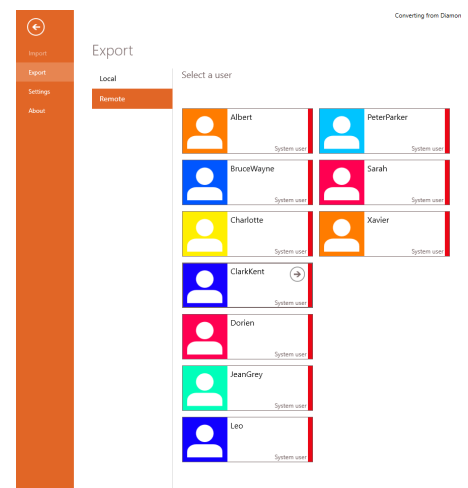 Converting from Diamon
Import
Export
Settings
About
Export
Local
Remote
Select a user
Albert
System user
BruceWayne
System user
Charlotte
System user
ClarkKent
System user
Dorien
System user
JeanGrey
System user
Leo
System user
PeterParker
System user
Sarah
System user
Xavier
System user